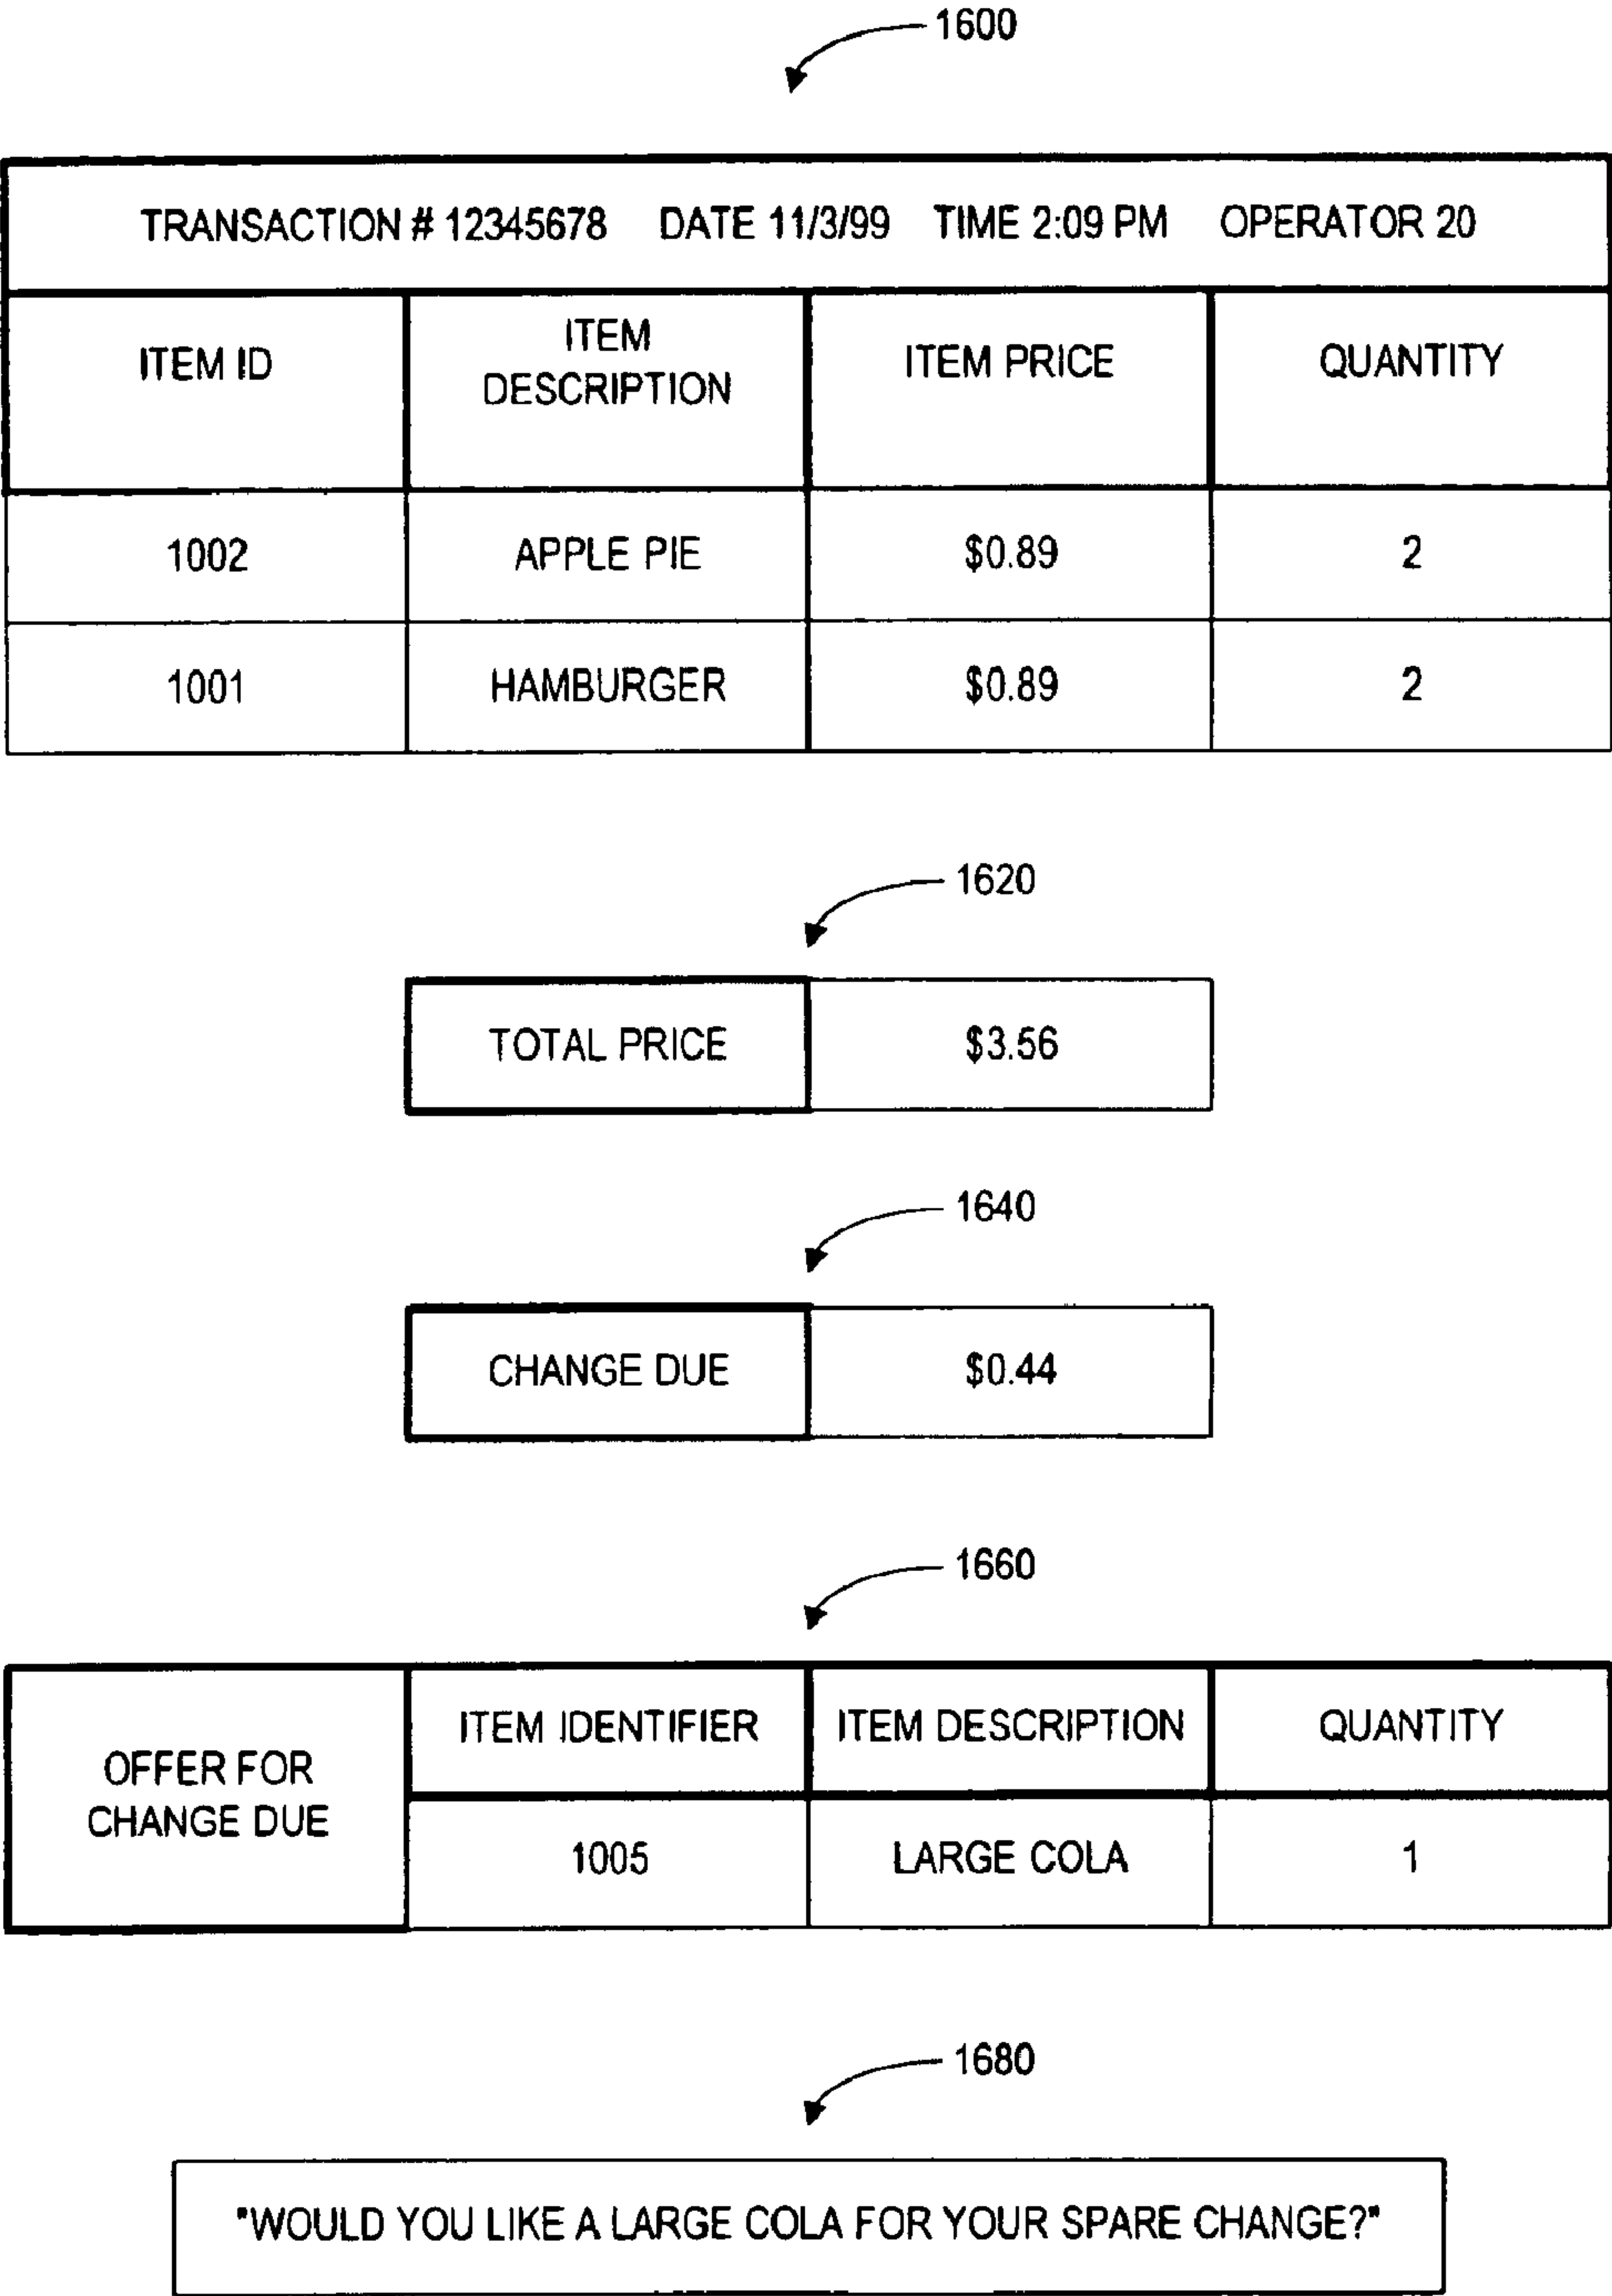 1600
TRANSACTION # 12345678 DATE 11/3/99 TIME 2:09 PM OPERATOR 20
ITEM ID
ITEM
DESCRIPTION
ITEM PRICE
QUANTITY
1002 APPLE PIE $0.89 2
1001 HAMBURGER $0.89 2
1620
TOTAL PRICE $3.56
1640
CHANGE DUE $0.44
1660
OFFER FOR
CHANGE DUE
ITEM IDENTIFIER ITEM DESCRIPTION QUANTITY
1005 LARGE COLA 1
1680
"WOULD YOU LIKE A LARGE COLA FOR YOUR SPARE CHANGE?"